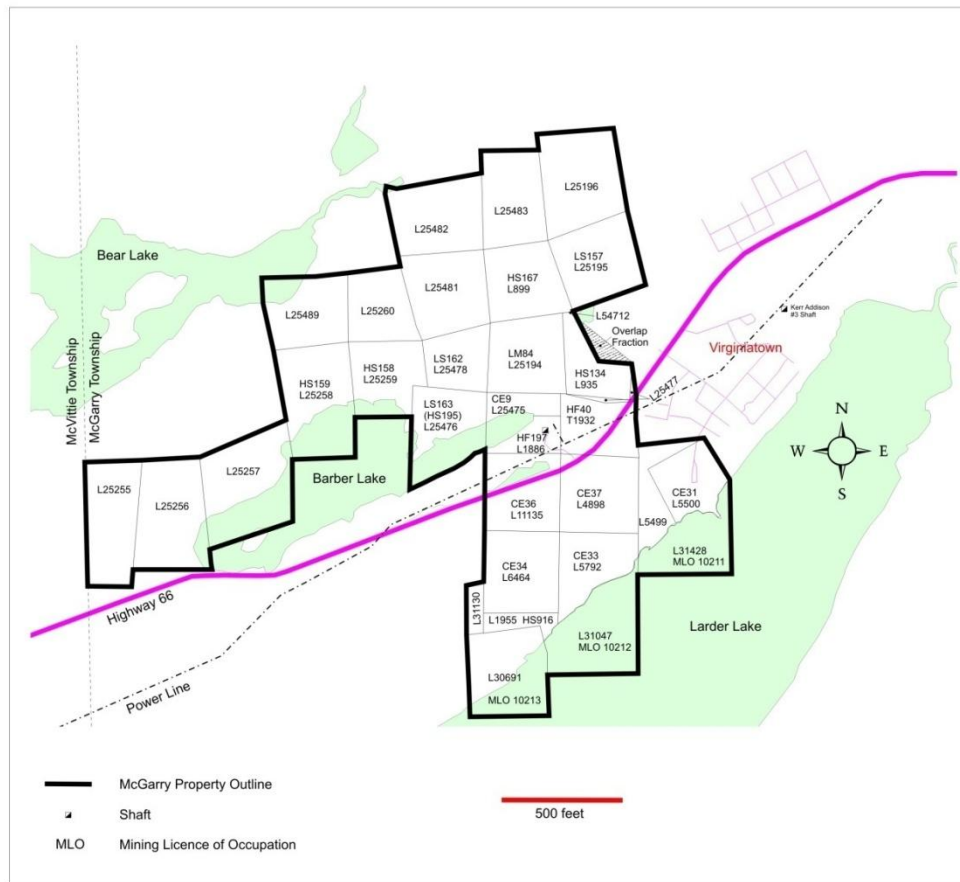 L25196
L25483
L25482
Bear Lake
LS157
L25195
HS167
L899
L25481
L25489
L25260
L54712
Overlap
Fraction
Kerr Addison
#3 Shaft
Virginiatown
McVittie Township
McGarry Township
HS159
L25258
HS158
L25259
LS162
L25478
LM84
L25194
HS134
L935
L25477
LS163
(HS195)
L25476
CE9
L25475
HF40
T1932
HF197
L1886
N
W
E
S
L25255
L25256
L25257
Barber Lake
CE36
L11135
CE37
L4898
CE31
L5500
L5499
CE34
L6464
CE33
L5792
L31428
MLO 10211
Highway 66
L31130
L1955 HS916
L31047
MLO 10212
Larder Lake
Power Line
L30691
MLO 10213
McGarry Property Outline
Shaft
MLO Mining Licence of Occupation
500 feet